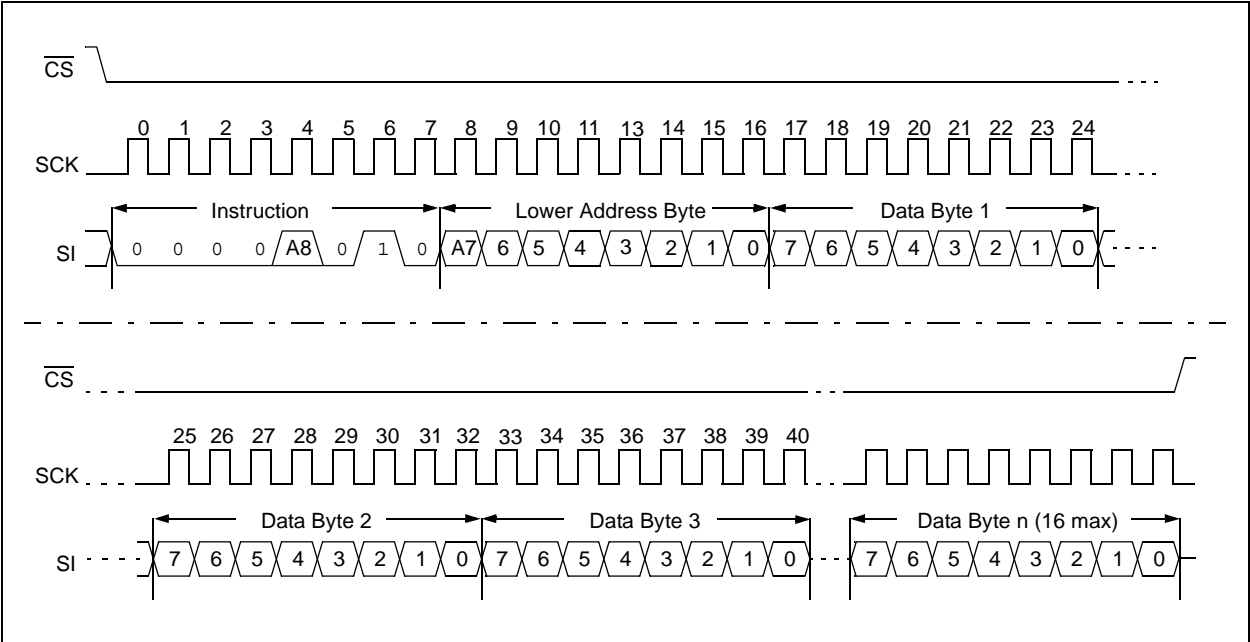 CS
0 1 2 3 4 5 6 7 8 9 10 11 13 14 15 16 17 18 19 20 21 22 23 24
SCK
Instruction Lower Address Byte Data Byte 1
SI 0 0 0 0 A8 0 1 0 A7 6 5 4 3 2 1 0 7 6 5 4 3 2 1 0
CS
25 26 27 28 29 30 31 32 33 34 35 36 37 38 39 40
SCK
Data Byte 2 Data Byte 3 Data Byte n (16 max)
SI 7 6 5 4 3 2 1 0 7 6 5 4 3 2 1 0 7 6 5 4 3 2 1 0